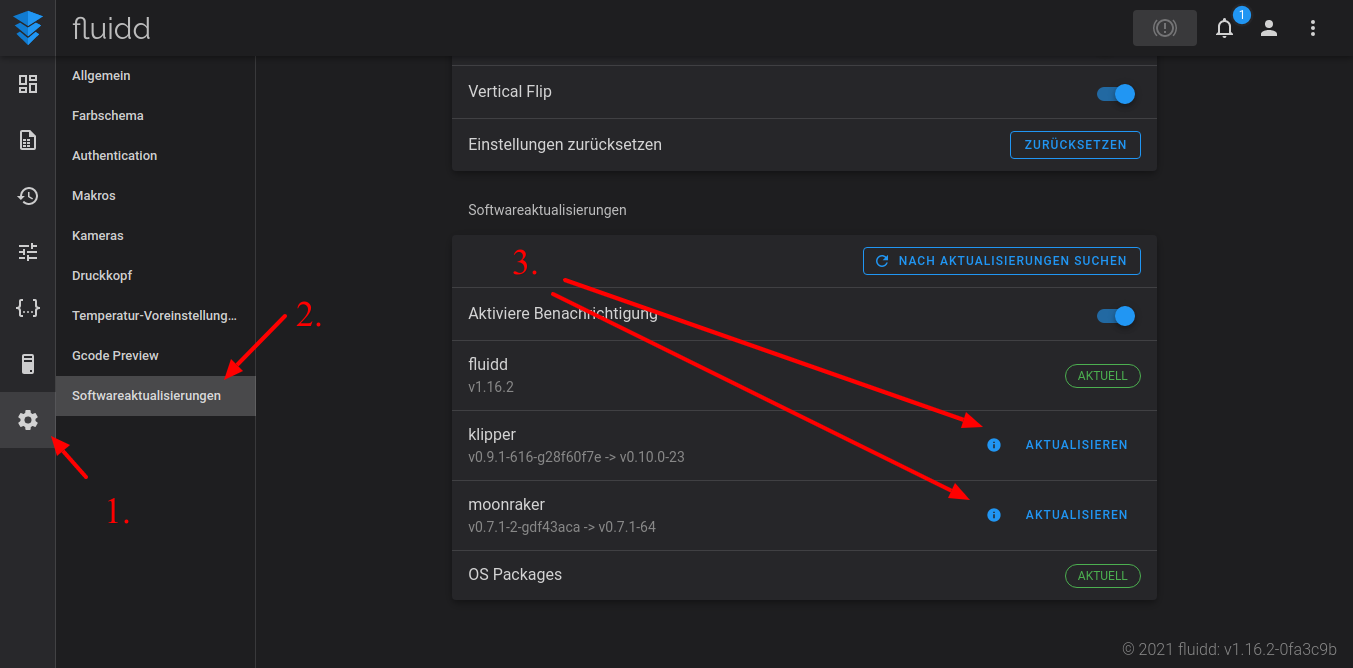 fluidd
1
Allgemein
Farbschema
Authentication
Makros
Kameras
Druckkopf
Temperatur-Voreinstellung...
Gcode Preview
Softwareaktualisierungen
1.
2.
Vertical Flip
Einstellungen zurücksetzen
ZURÜCKSETZEN
Softwareaktualisierungen
3.
NACH AKTUALISIERUNGEN SUCHEN
Aktiviere Benachrichtigung
fluidd
v1.16.2
AKTUELL
klipper
v0.9.1-616-g28f60f7e -> v0.10.0-23
AKTUALISIEREN
moonraker
v0.7.1-2-gdf43aca -> v0.7.1-64
AKTUALISIEREN
OS Packages
AKTUELL
© 2021 fluidd: v1.16.2-0fa3c9b